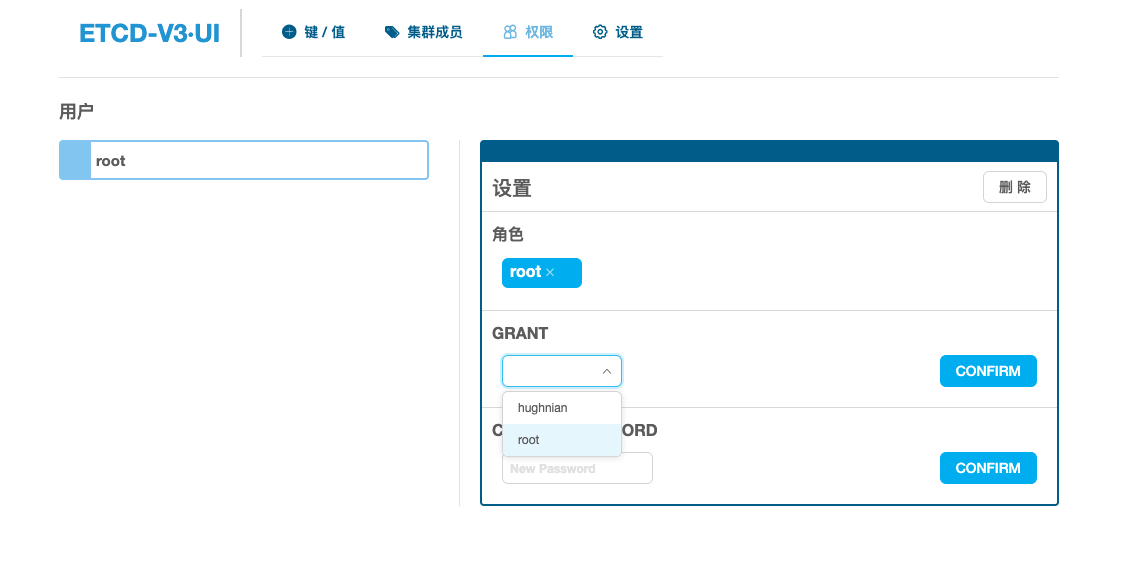 ETCD-V3·UI
键 / 值
集群成员
权限
设置
用户
root
设置
删 除
角色
root ×
GRANT
CONFIRM
hughnian
root
C
ORD
New Password
CONFIRM